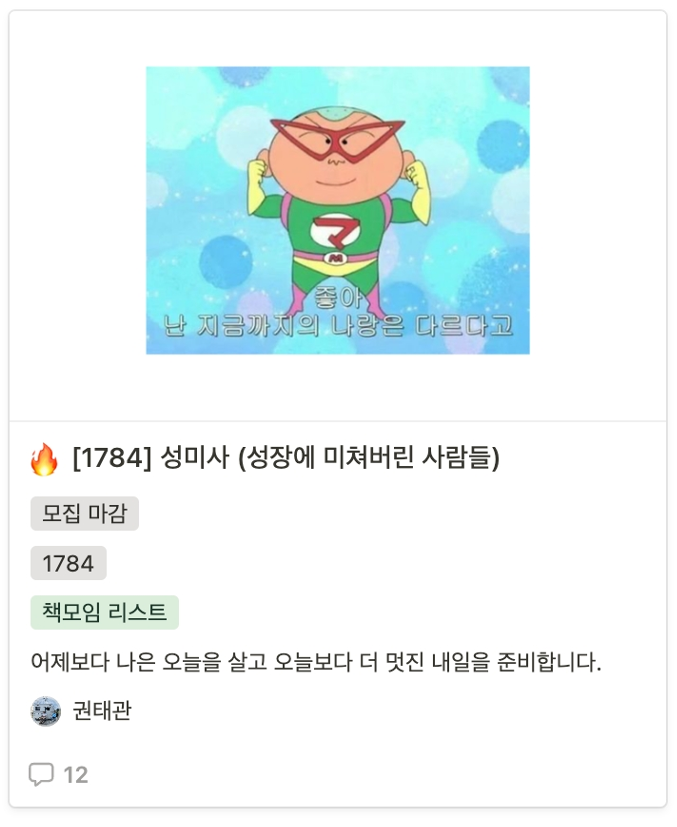 マ
M
좋아
난 지금까지의 나랑은 다르다고
🔥 [1784] 성미사 (성장에 미쳐버린 사람들)
모집 마감
1784
책모임 리스트
어제보다 나은 오늘을 살고 오늘보다 더 멋진 내일을 준비합니다.
권태관
12